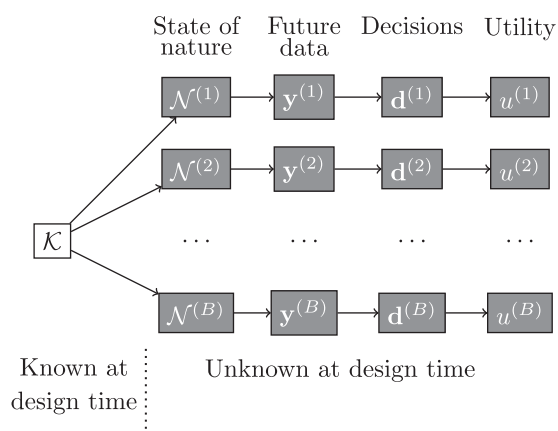 State of nature Future data Decisions Utility
𝒩^(1) y^(1) d^(1) u^(1)
𝒩^(2) y^(2) d^(2) u^(2)
𝒦 ... ... ... ...
𝒩^(B) y^(B) d^(B) u^(B)
Known at
design time
Unknown at design time